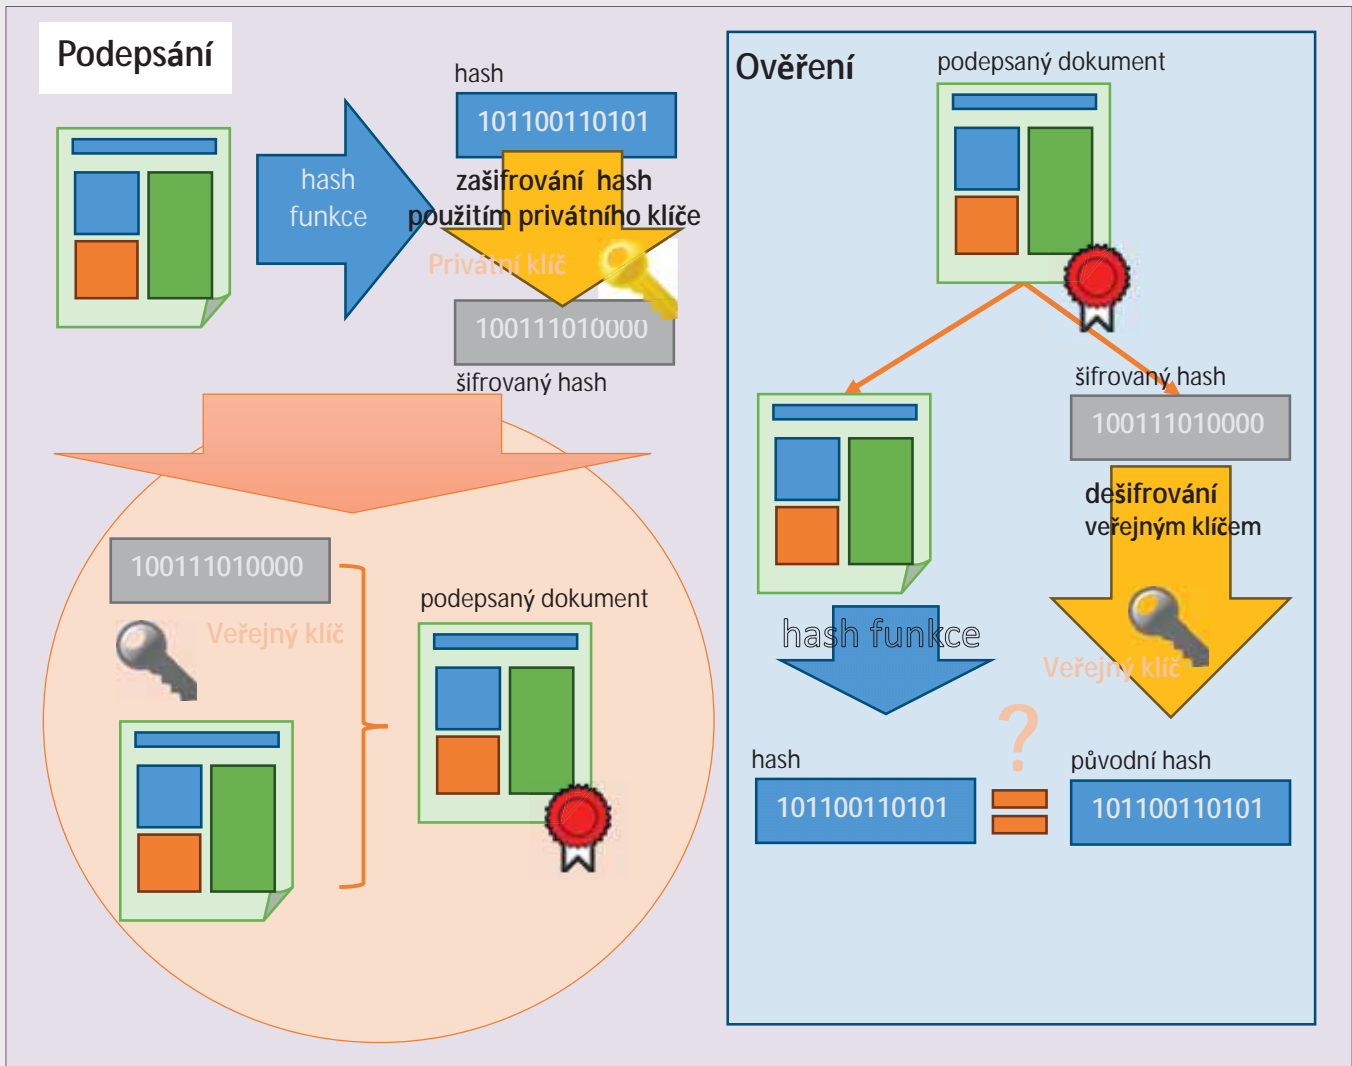 Podepsání
hash
101100110101
hash
funkce
zašifrování hash
použitím privátního klíče
Privátní klíč
100111010000
šifrovaný hash
100111010000
Veřejný klíč
podepsaný dokument
Ověření
podepsaný dokument
šifrovaný hash
100111010000
dešifrování
veřejným klíčem
hash funkce
Veřejný klíč
?
hash
101100110101
=
původní hash
101100110101